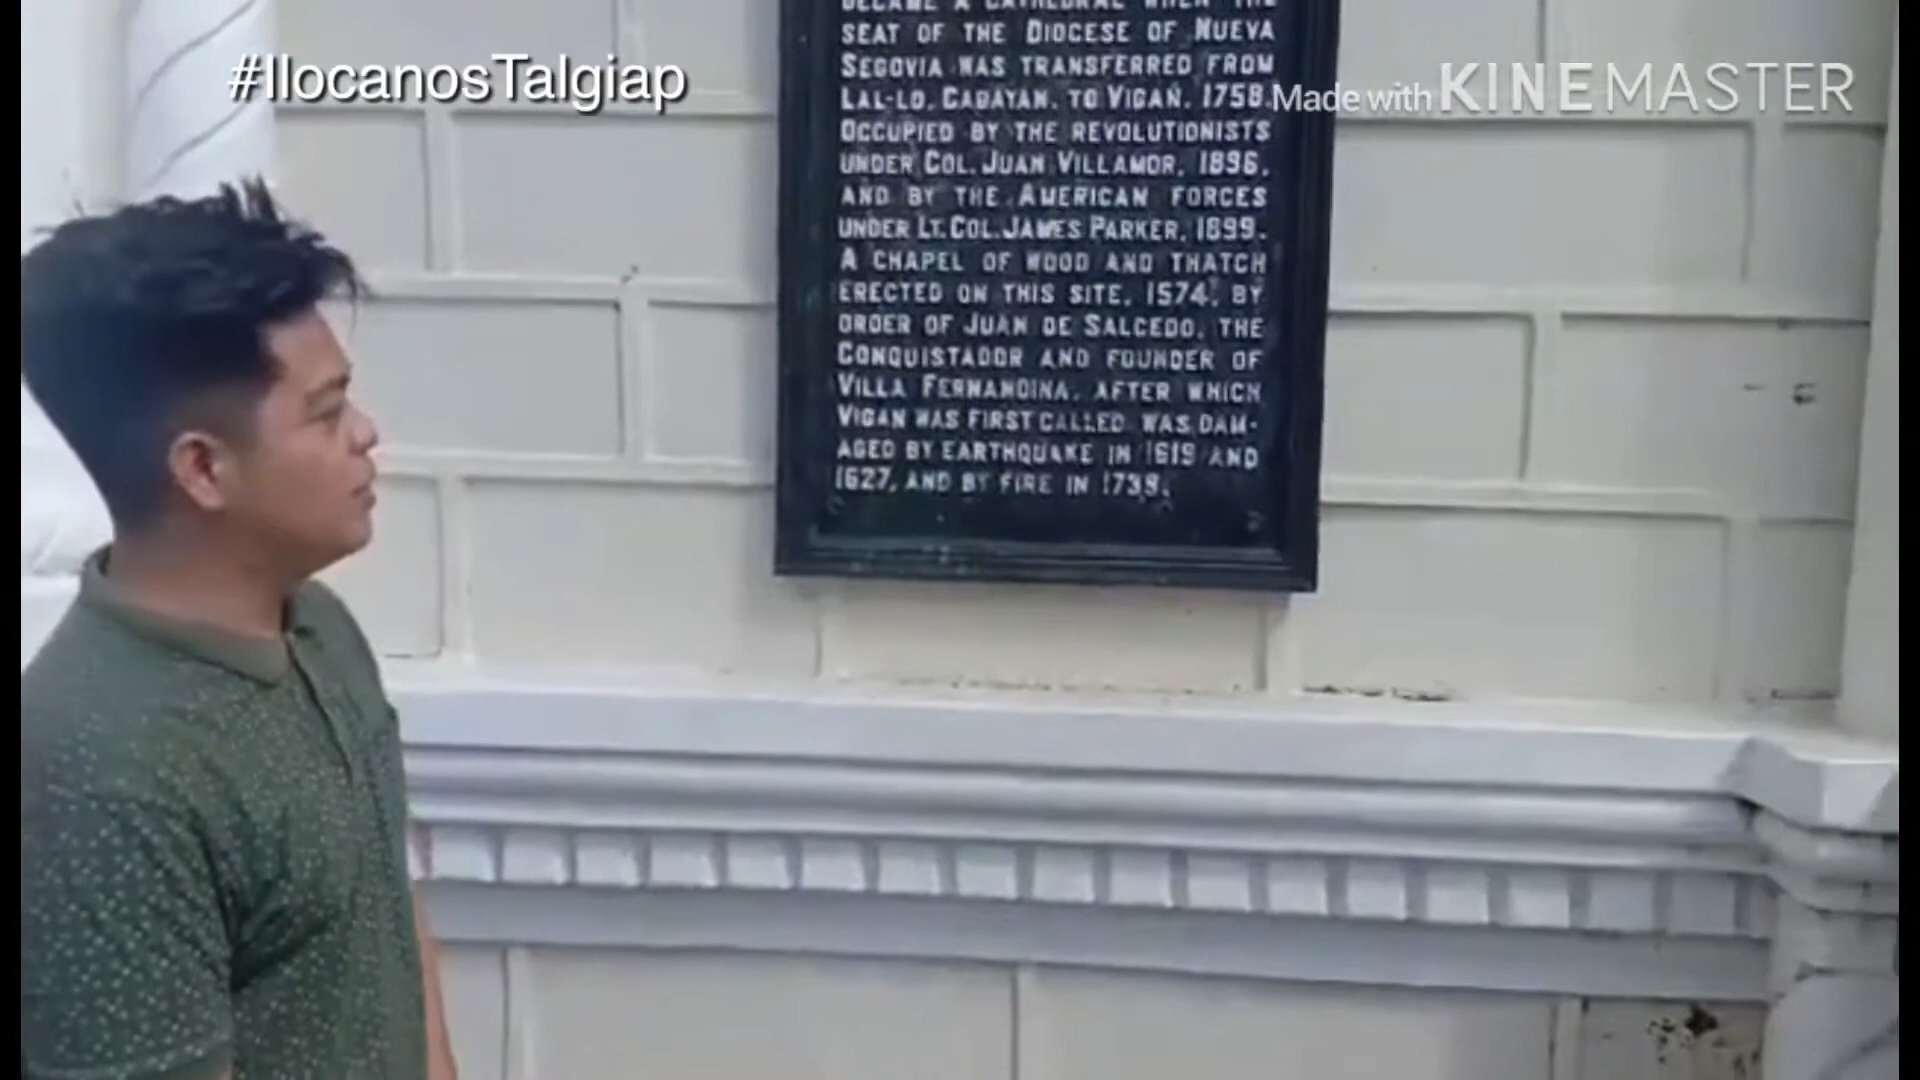 #IlocanosTalgiap
Made with KINEMASTER
BECAME A CATHEDRAL WHEN THE
SEAT OF THE DIOCESE OF NUEVA
SEGOVIA WAS TRANSFERRED FROM
LAL-LO, CAGAYAN, TO VIGAN, 1758.
OCCUPIED BY THE REVOLUTIONISTS
UNDER COL. JUAN VILLAMOR, 1896,
AND BY THE AMERICAN FORCES
UNDER LT. COL. JAMES PARKER, 1899.
A CHAPEL OF WOOD AND THATCH
ERECTED ON THIS SITE, 1574, BY
ORDER OF JUAN DE SALCEDO, THE
CONQUISTADOR AND FOUNDER OF
VILLA FERNANDINA, AFTER WHICH
VIGAN WAS FIRST CALLED WAS DAM-
AGED BY EARTHQUAKE IN 1619 AND
1627, AND BY FIRE IN 1739.